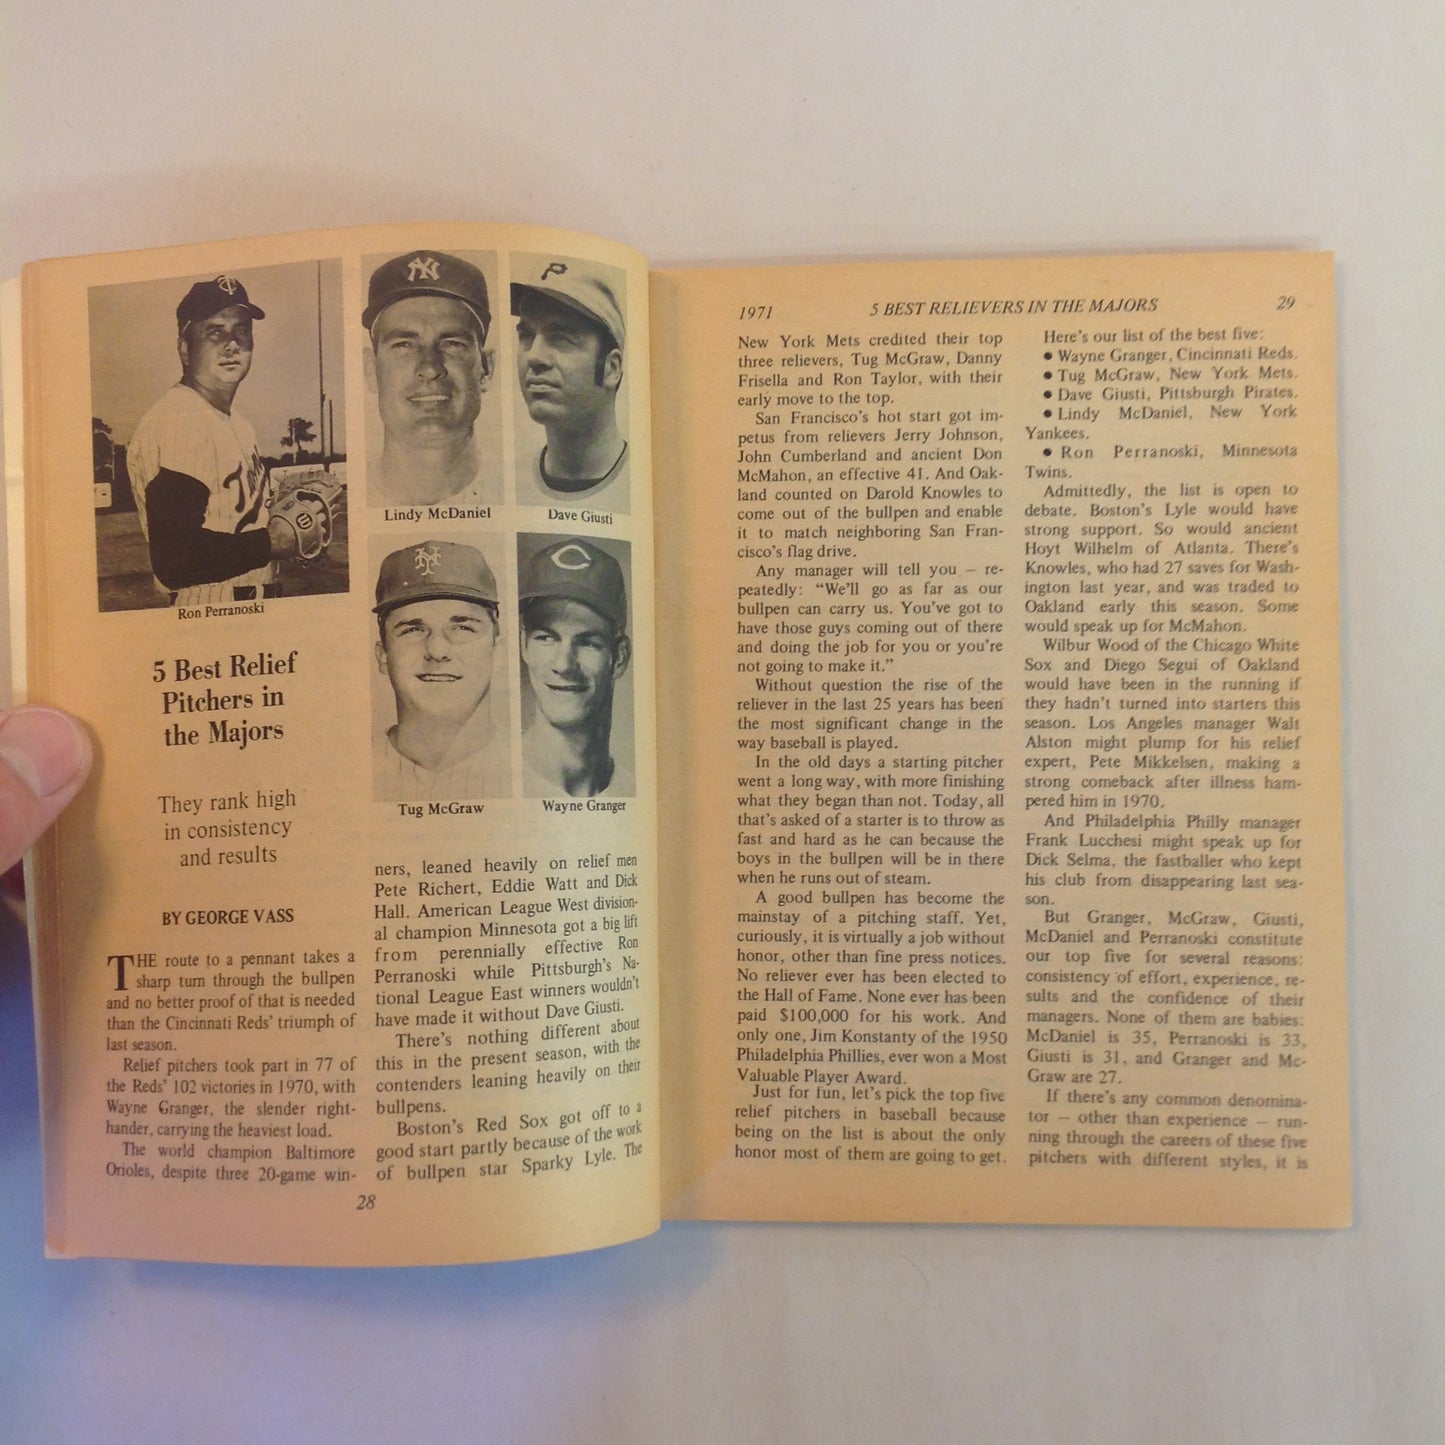 Ron Perranoski
Lindy McDaniel
Dave Giusti
Tug McGraw
Wayne Granger
5 Best Relief
Pitchers in
the Majors
They rank high
in consistency
and results
BY GEORGE VASS
THE route to a pennant takes a
sharp turn through the bullpen
and no better proof of that is needed
than the Cincinnati Reds' triumph of
last season.
Relief pitchers took part in 77 of
the Reds' 102 victories in 1970, with
Wayne Granger, the slender right-
hander, carrying the heaviest load.
The world champion Baltimore
Orioles, despite three 20-game win-
ners, leaned heavily on relief men
Pete Richert, Eddie Watt and Dick
Hall. American League West division-
al champion Minnesota got a big lift
from perennially effective Ron
Perranoski while Pittsburgh's Na-
tional League East winners wouldn't
have made it without Dave Giusti.
There's nothing different about
this in the present season, with the
contenders leaning heavily on their
bullpens.
Boston's Red Sox got off to a
good start partly because of the work
of bullpen star Sparky Lyle. The
28
1971
5 BEST RELIEVERS IN THE MAJORS
29
New York Mets credited their top
three relievers, Tug McGraw, Danny
Frisella and Ron Taylor, with their
early move to the top.
San Francisco's hot start got im-
petus from relievers Jerry Johnson,
John Cumberland and ancient Don
McMahon, an effective 41. And Oak-
land counted on Darold Knowles to
come out of the bullpen and enable
it to match neighboring San Fran-
cisco's flag drive.
Any manager will tell you — re-
peatedly: "We'll go as far as our
bullpen can carry us. You've got to
have those guys coming out of there
and doing the job for you or you're
not going to make it."
Without question the rise of the
reliever in the last 25 years has been
the most significant change in the
way baseball is played.
In the old days a starting pitcher
went a long way, with more finishing
what they began than not. Today, all
that's asked of a starter is to throw as
fast and hard as he can because the
boys in the bullpen will be in there
when he runs out of steam.
A good bullpen has become the
mainstay of a pitching staff. Yet,
curiously, it is virtually a job without
honor, other than fine press notices.
No reliever ever has been elected to
the Hall of Fame. None ever has been
paid $100,000 for his work. And
only one, Jim Konstanty of the 1950
Philadelphia Phillies, ever won a Most
Valuable Player Award.
Just for fun, let's pick the top five
relief pitchers in baseball because
being on the list is about the only
honor most of them are going to get.
Here's our list of the best five:
● Wayne Granger, Cincinnati Reds.
● Tug McGraw, New York Mets.
● Dave Giusti, Pittsburgh Pirates.
● Lindy McDaniel, New York
Yankees.
● Ron Perranoski, Minnesota
Twins.
Admittedly, the list is open to
debate. Boston's Lyle would have
strong support. So would ancient
Hoyt Wilhelm of Atlanta. There's
Knowles, who had 27 saves for Wash-
ington last year, and was traded to
Oakland early this season. Some
would speak up for McMahon.
Wilbur Wood of the Chicago White
Sox and Diego Segui of Oakland
would have been in the running if
they hadn't turned into starters this
season. Los Angeles manager Walt
Alston might plump for his relief
expert, Pete Mikkelsen, making a
strong comeback after illness ham-
pered him in 1970.
And Philadelphia Philly manager
Frank Lucchesi might speak up for
Dick Selma, the fastballer who kept
his club from disappearing last sea-
son.
But Granger, McGraw, Giusti,
McDaniel and Perranoski constitute
our top five for several reasons:
consistency of effort, experience, re-
sults and the confidence of their
managers. None of them are babies:
McDaniel is 35, Perranoski is 33,
Giusti is 31, and Granger and Mc-
Graw are 27.
If there's any common denomina-
tor — other than experience — run-
ning through the careers of these five
pitchers with different styles, it is